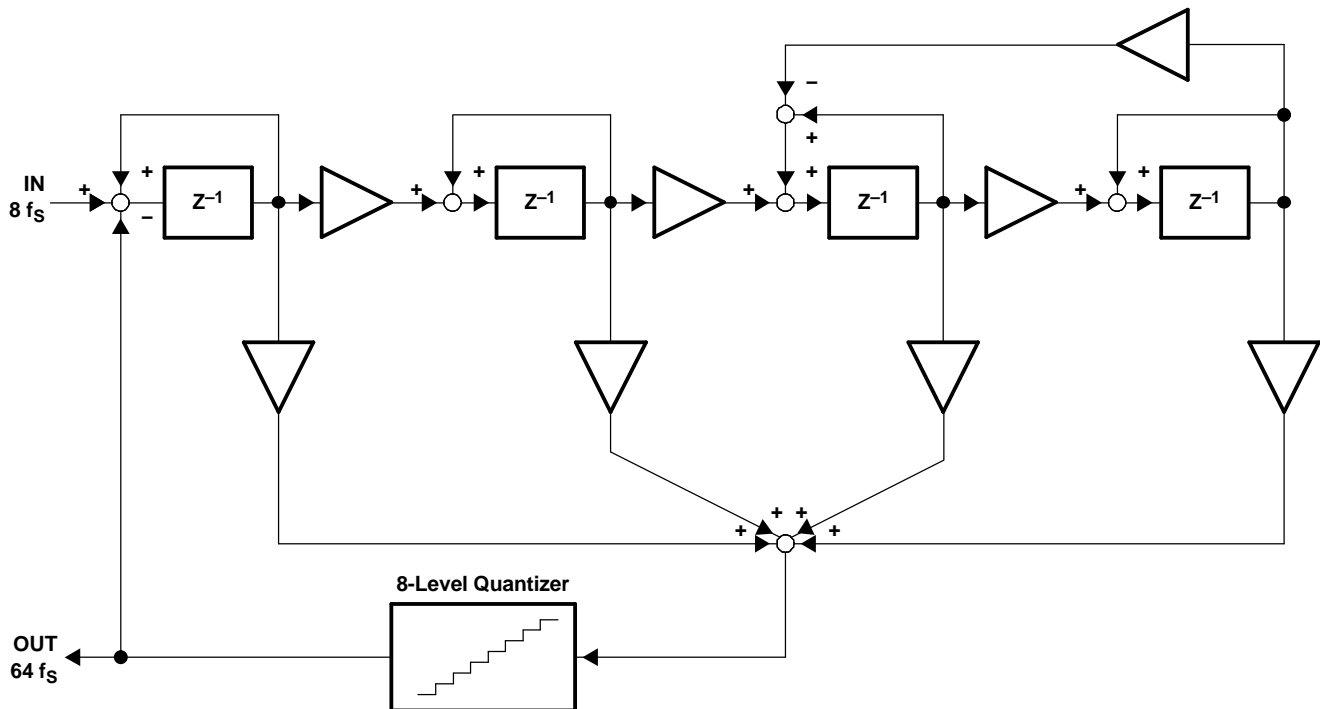 IN
8 fS
+
+
–
Z–1
+
+
Z–1
–
+
+
+
Z–1
+
+
Z–1
+
+
+
+
8-Level Quantizer
OUT
64 fS